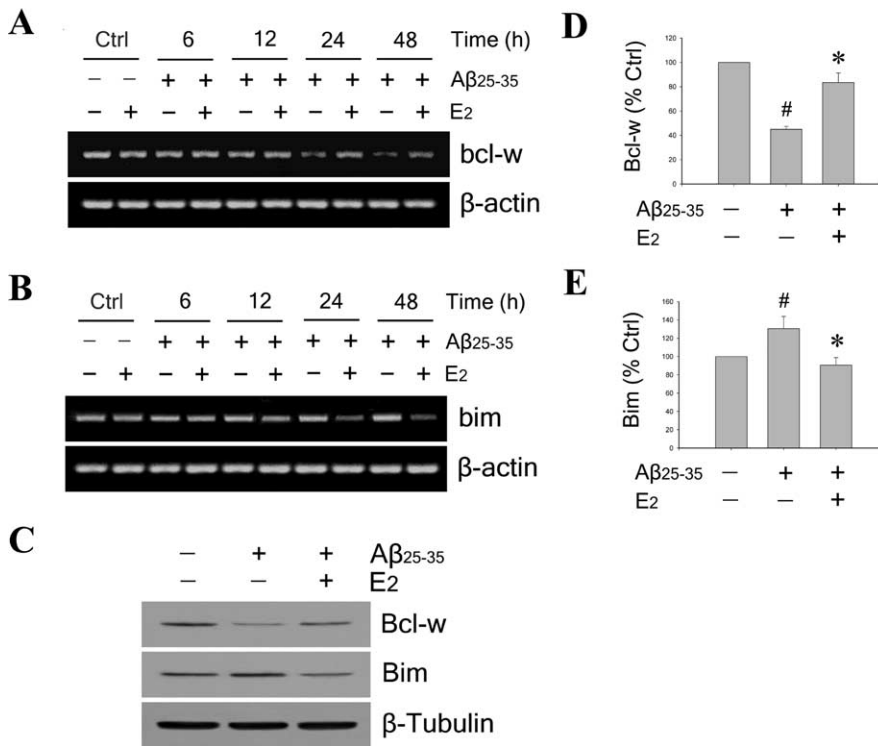 A
Ctrl 6 12 24 48 Time (h)
– – + + + + + + + + Aβ25-35
– + – + – + – + – + E2
bcl-w
β-actin
B
Ctrl 6 12 24 48 Time (h)
– – + + + + + + + + Aβ25-35
– + – + – + – + – + E2
bim
β-actin
C
– + + Aβ25-35
– – + E2
Bcl-w
Bim
β-Tubulin
D
Bcl-w (% Ctrl)
120
100
80
60
40
20
0
# *
Aβ25-35 – + +
E2 – – +
E
Bim (% Ctrl)
160
140
120
100
80
60
40
20
0
# *
Aβ25-35 – + +
E2 – – +